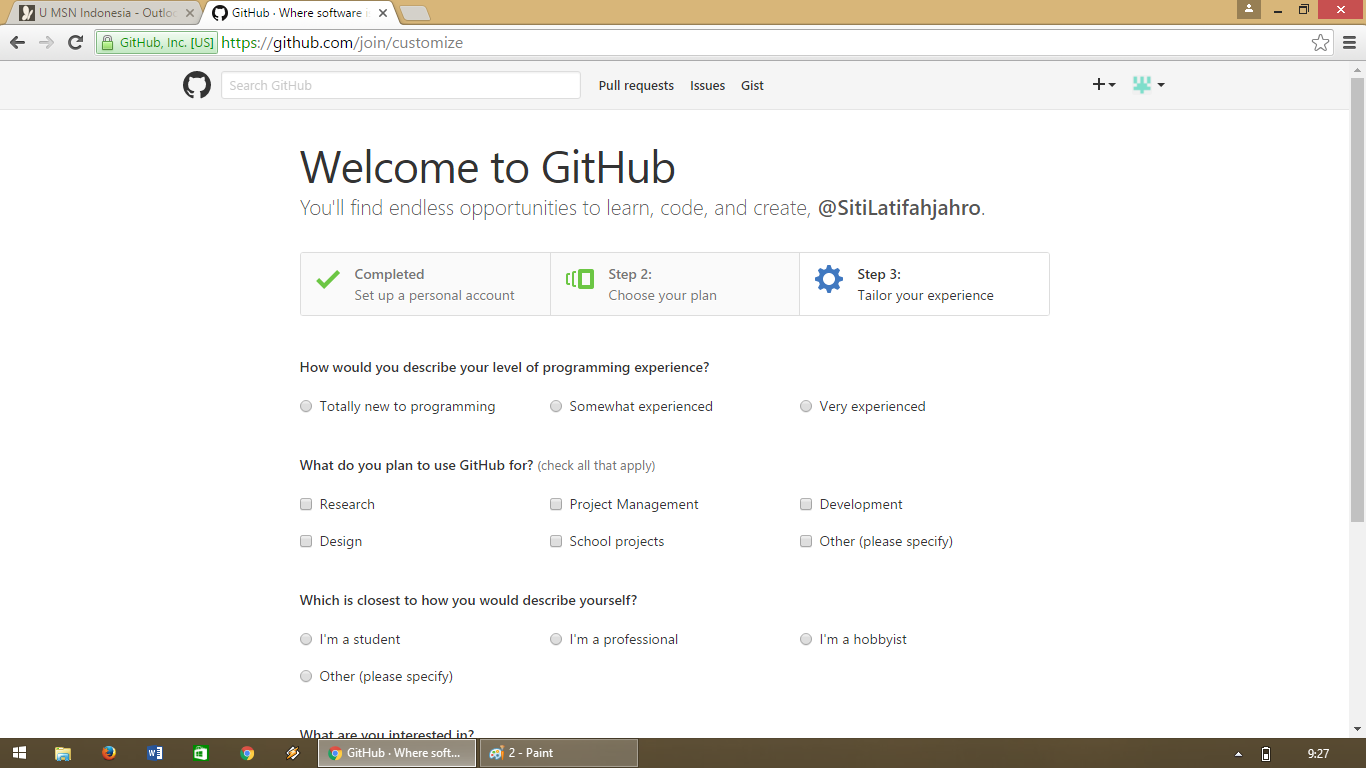 U MSN Indonesia - Outlo
GitHub · Where software i
GitHub, Inc. [US] https://github.com/join/customize
Search GitHub
Pull requests Issues Gist
Welcome to GitHub
You'll find endless opportunities to learn, code, and create, @SitiLatifahjahro.
Completed
Set up a personal account
Step 2:
Choose your plan
Step 3:
Tailor your experience
How would you describe your level of programming experience?
Totally new to programming Somewhat experienced Very experienced
What do you plan to use GitHub for? (check all that apply)
Research Project Management Development
Design School projects Other (please specify)
Which is closest to how you would describe yourself?
I'm a student I'm a professional I'm a hobbyist
Other (please specify)
What are you interested in?
GitHub · Where soft... 2 - Paint 9:27